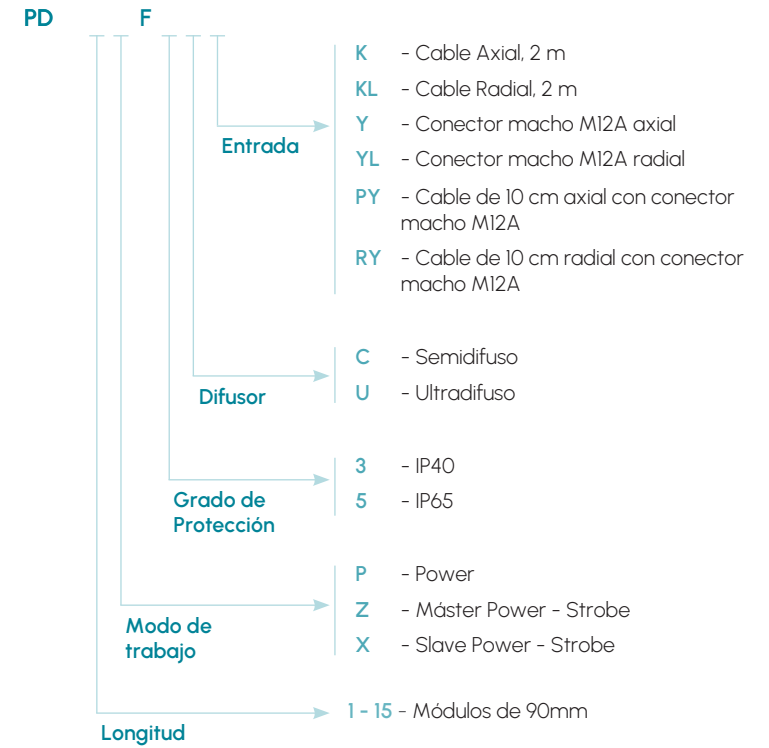 PD F
K - Cable Axial, 2 m
KL - Cable Radial, 2 m
Y - Conector macho M12A axial
Entrada
YL - Conector macho M12A radial
PY - Cable de 10 cm axial con conector
macho M12A
RY - Cable de 10 cm radial con conector
macho M12A
C - Semidifuso
Difusor
U - Ultradifuso
3 - IP40
Grado de
Protección
5 - IP65
P - Power
Z - Máster Power - Strobe
Modo de
trabajo
X - Slave Power - Strobe
1 - 15 - Módulos de 90mm
Longitud